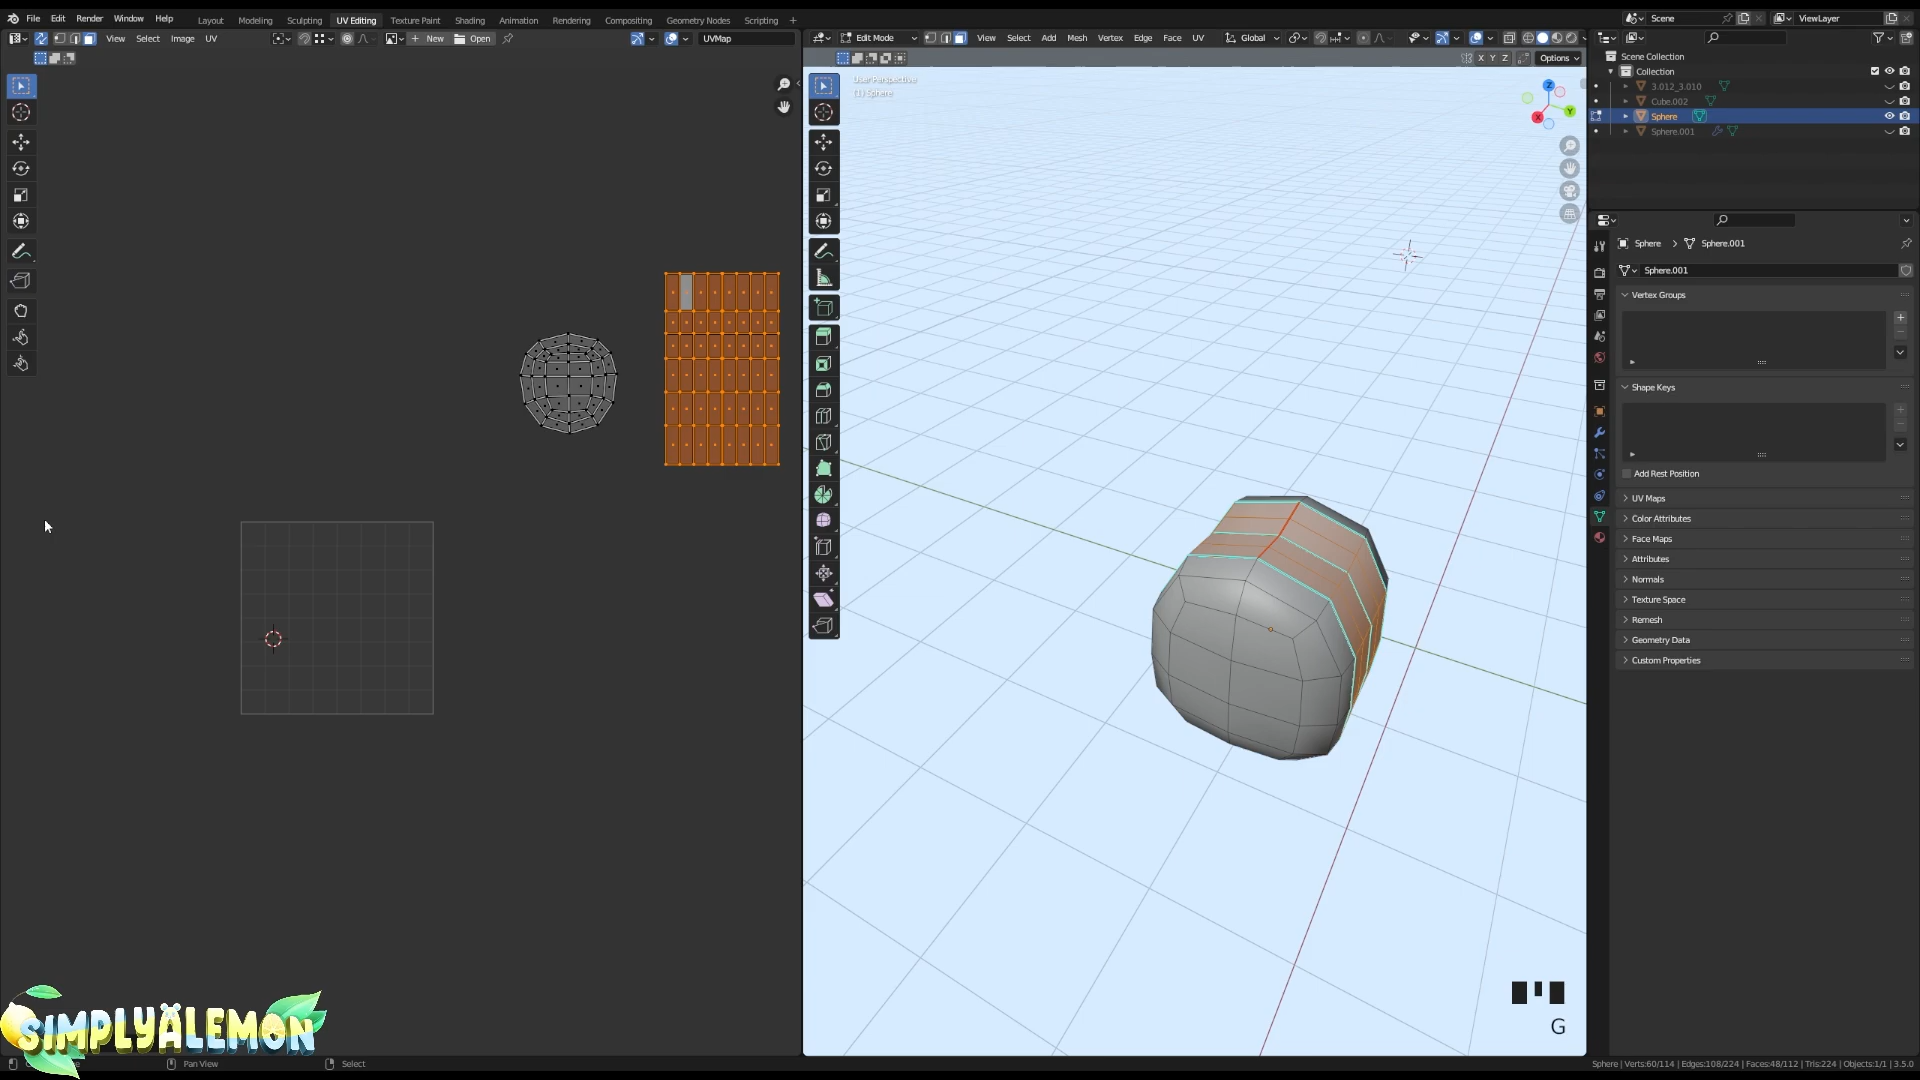 File Edit Render Window Help Layout Modeling Sculpting UV Editing Texture Paint Shading Animation Rendering Compositing Geometry Nodes Scripting + Scene ViewLayer
View Select Image UV New Open UVMap Edit Mode View Select Add Mesh Vertex Edge Face UV Global
X Y Z Options
User Perspective
(1) Sphere
Z
Y
X
Scene Collection
Collection
3.012_3.010
Cube.002
Sphere
Sphere.001
Sphere > Sphere.001
Sphere.001
Vertex Groups
Shape Keys
Add Rest Position
UV Maps
Color Attributes
Face Maps
Attributes
Normals
Texture Space
Remesh
Geometry Data
Custom Properties
G
SIMPLYÄLEMON
Pan View Select Sphere | Verts:60/114 | Edges:108/224 | Faces:48/112 | Tris:224 | Objects:1/1 | 3.5.0